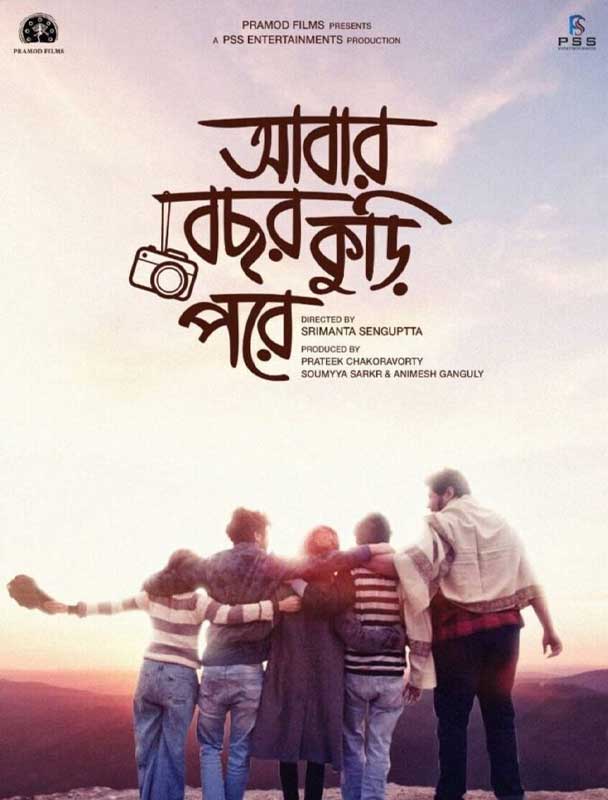 PRAMOD FILMS PRESENTS
A PSS ENTERTAINMENTS PRODUCTION
PRAMOD FILMS
PSS
আবার
বছর কুড়ি
পরে
DIRECTED BY
SRIMANTA SENGUPTTA
PRODUCED BY
PRATEEK CHAKORAVORTY
SOUMYYA SARKR & ANIMESH GANGULY